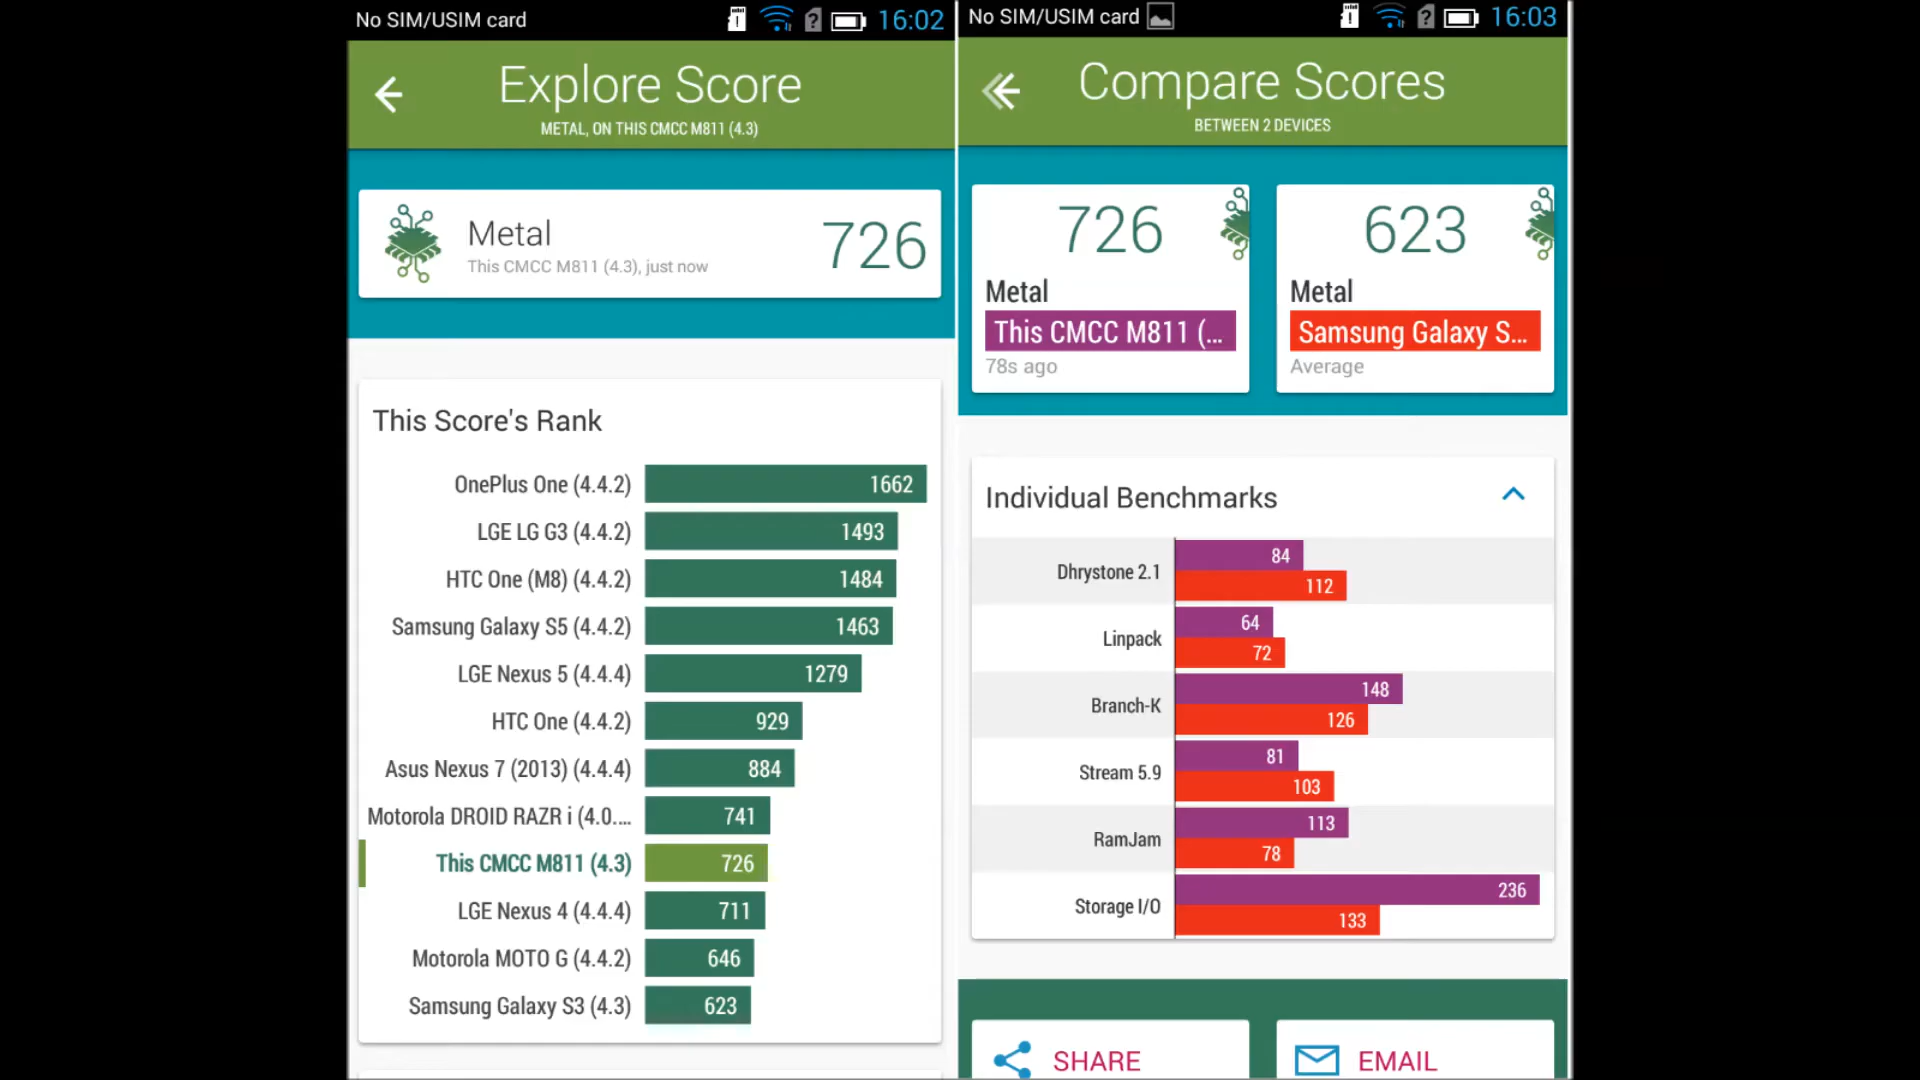 No SIM/USIM card
16:02
Explore Score
METAL, ON THIS CMCC M811 (4.3)
Metal
This CMCC M811 (4.3), just now
726
This Score's Rank
OnePlus One (4.4.2) 1662
LGE LG G3 (4.4.2) 1493
HTC One (M8) (4.4.2) 1484
Samsung Galaxy S5 (4.4.2) 1463
LGE Nexus 5 (4.4.4) 1279
HTC One (4.4.2) 929
Asus Nexus 7 (2013) (4.4.4) 884
Motorola DROID RAZR i (4.0.... 741
This CMCC M811 (4.3) 726
LGE Nexus 4 (4.4.4) 711
Motorola MOTO G (4.4.2) 646
Samsung Galaxy S3 (4.3) 623
No SIM/USIM card
16:03
Compare Scores
BETWEEN 2 DEVICES
726
Metal
This CMCC M811 (...
78s ago
623
Metal
Samsung Galaxy S...
Average
Individual Benchmarks
Dhrystone 2.1 84
112
Linpack 64
72
Branch-K 148
126
Stream 5.9 81
103
RamJam 113
78
Storage I/O 236
133
SHARE
EMAIL